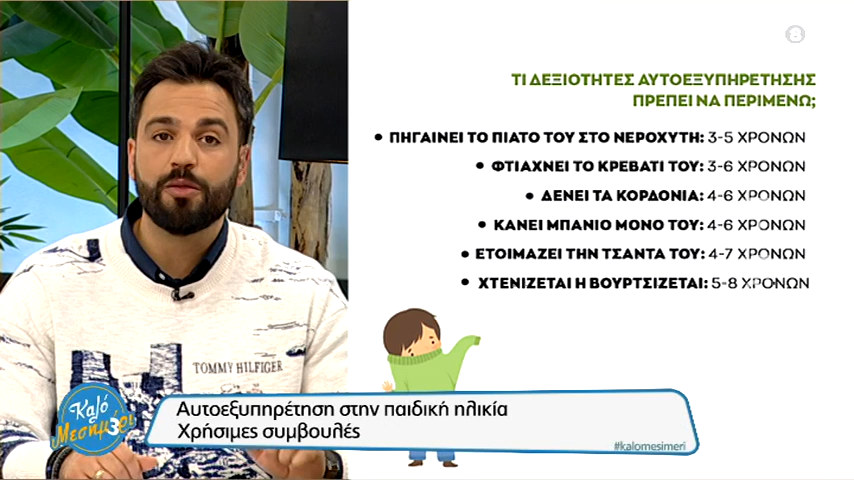 8
ΤΙ ΔΕΞΙΟΤΗΤΕΣ ΑΥΤΟΕΞΥΠΗΡΕΤΗΣΗΣ
ΠΡΕΠΕΙ ΝΑ ΠΕΡΙΜΕΝΩ;
• ΠΗΓΑΙΝΕΙ ΤΟ ΠΙΑΤΟ ΤΟΥ ΣΤΟ ΝΕΡΟΧΥΤΗ: 3-5 ΧΡΟΝΩΝ
• ΦΤΙΑΧΝΕΙ ΤΟ ΚΡΕΒΑΤΙ ΤΟΥ: 3-6 ΧΡΟΝΩΝ
• ΔΕΝΕΙ ΤΑ ΚΟΡΔΟΝΙΑ: 4-6 ΧΡΟΝΩΝ
• ΚΑΝΕΙ ΜΠΑΝΙΟ ΜΟΝΟ ΤΟΥ: 4-6 ΧΡΟΝΩΝ
• ΕΤΟΙΜΑΖΕΙ ΤΗΝ ΤΣΑΝΤΑ ΤΟΥ: 4-7 ΧΡΟΝΩΝ
• ΧΤΕΝΙΖΕΤΑΙ Η ΒΟΥΡΤΣΙΖΕΤΑΙ: 5-8 ΧΡΟΝΩΝ
TOMMY HILFIGER
Καλό
Μεσημ3ρι
Αυτοεξυπηρέτηση στην παιδική ηλικία
Χρήσιμες συμβουλές
#kalomesimeri